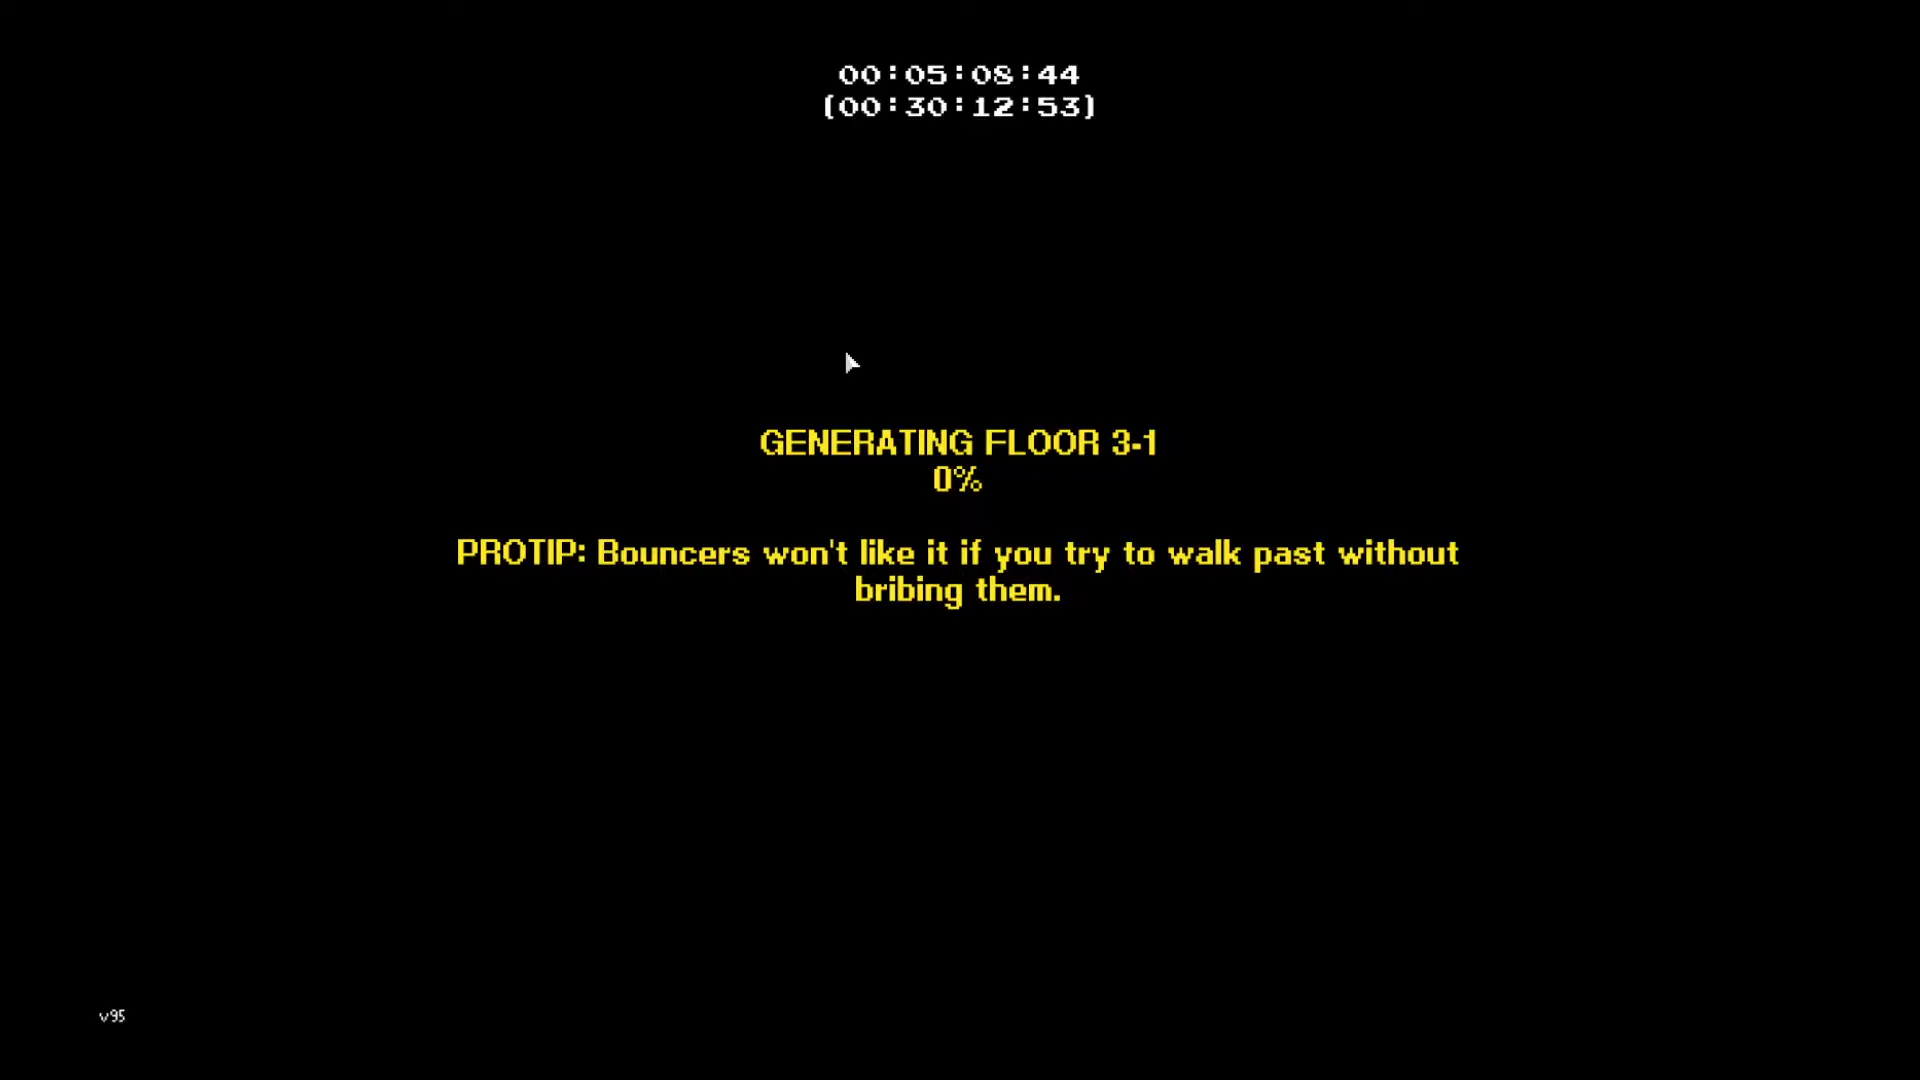 00:05:08:44
(00:30:12:53)
GENERATING FLOOR 3-1
0%
PROTIP: Bouncers won't like it if you try to walk past without
bribing them.
v95